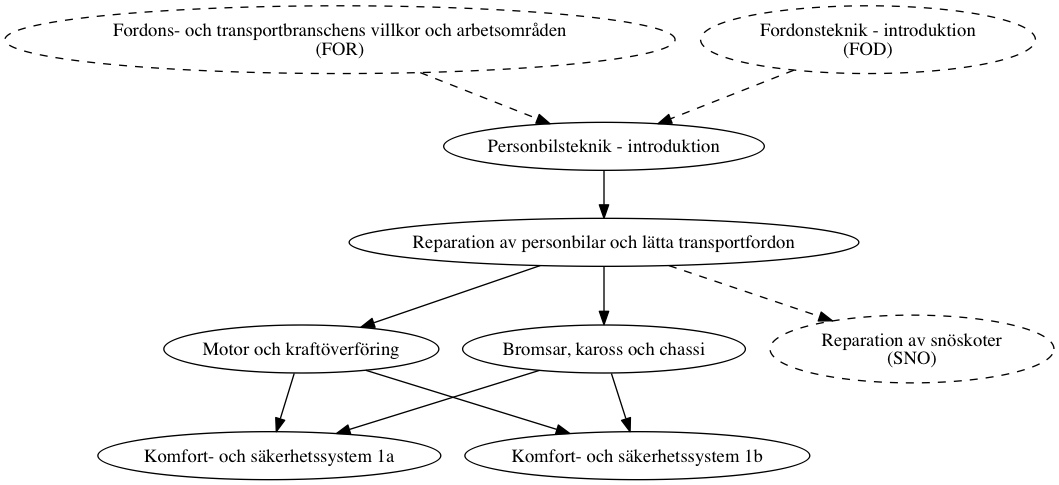 Fordons- och transportbranschens villkor och arbetsområden
(FOR)
Fordonsteknik - introduktion
(FOD)
Personbilsteknik - introduktion
Reparation av personbilar och lätta transportfordon
Motor och kraftöverföring
Bromsar, kaross och chassi
Reparation av snöskoter
(SNO)
Komfort- och säkerhetssystem 1a
Komfort- och säkerhetssystem 1b